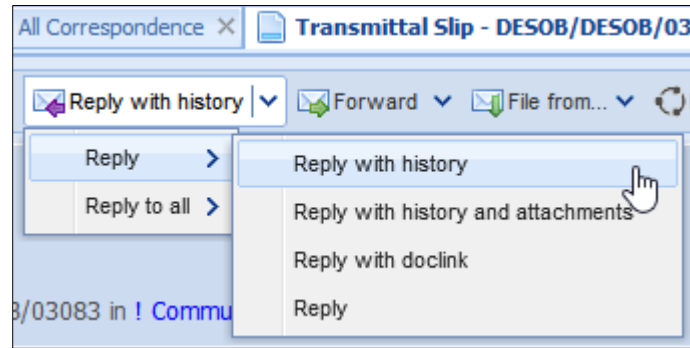 All Correspondence Transmittal Slip - DESOB/DESOB/03
Reply with history Forward File from...
Reply
Reply to all
Reply with history
Reply with history and attachments
Reply with doclink
Reply
/03083 in ! Commu